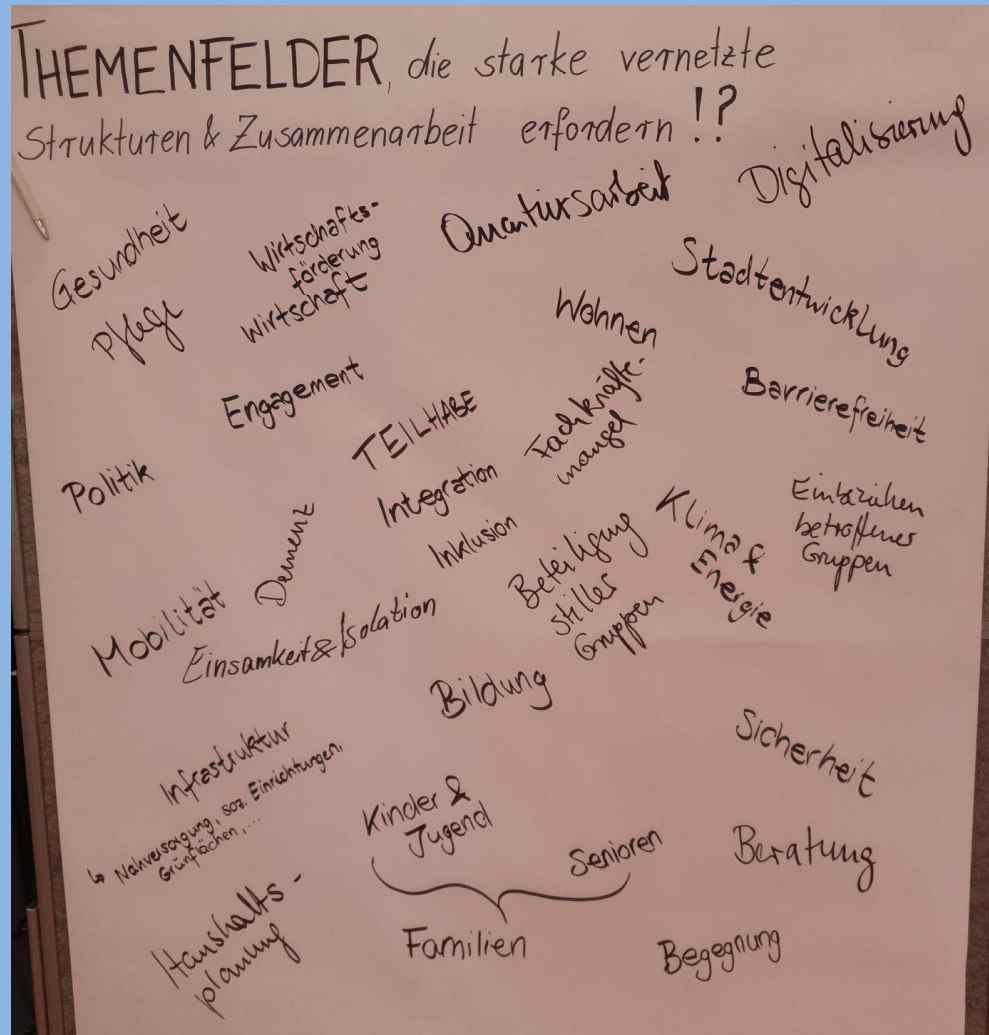 THEMENFELDER, die starke vernetzte
Strukturen & Zusammenarbeit erfordern !?
Digitalisierung
Quartiersarbeit
Gesundheit
Wirtschafts-
förderung
Wirtschaft
Pflege
Stadtentwicklung
Wohnen
Engagement
TEILHABE
Fachkräfte-
mangel
Barrierefreiheit
Politik
Integration
Inklusion
Demenz
Beteiligung
stiller
Gruppen
Klima &
Energie
Einbeziehen
betroffener
Gruppen
Mobilität
Einsamkeit & Isolation
Bildung
Infrastruktur
↳ Nahversorgung, soz. Einrichtungen,
Grünflächen,...
Sicherheit
Kinder &
Jugend
Senioren
Beratung
Familien
Haushalts-
planung
Begegnung